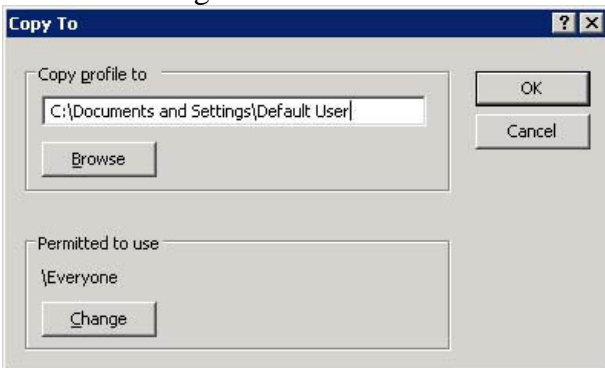 Copy To
? X
Copy profile to
C:\Documents and Settings\Default User
OK
Cancel
Browse
Permitted to use
\Everyone
Change